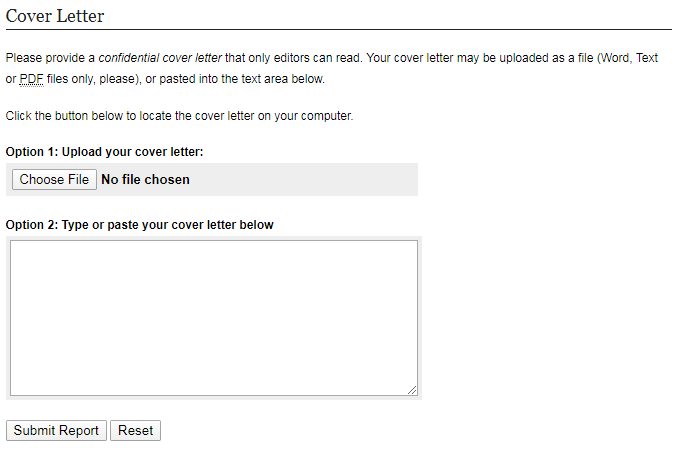 Cover Letter
Please provide a confidential cover letter that only editors can read. Your cover letter may be uploaded as a file (Word, Text
or PDF files only, please), or pasted into the text area below.
Click the button below to locate the cover letter on your computer.
Option 1: Upload your cover letter:
Choose File No file chosen
Option 2: Type or paste your cover letter below
Submit Report Reset